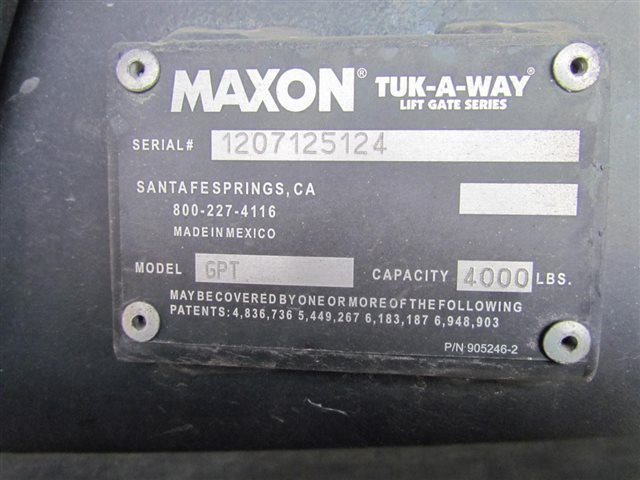 MAXON® TUK-A-WAY®
LIFT GATE SERIES
SERIAL# 1207125124
SANTA FE SPRINGS, CA
800-227-4116
MADE IN MEXICO
MODEL GPT CAPACITY 4000 LBS.
MAY BE COVERED BY ONE OR MORE OF THE FOLLOWING
PATENTS: 4,836,736 5,449,267 6,183,187 6,948,903
P/N 905246-2